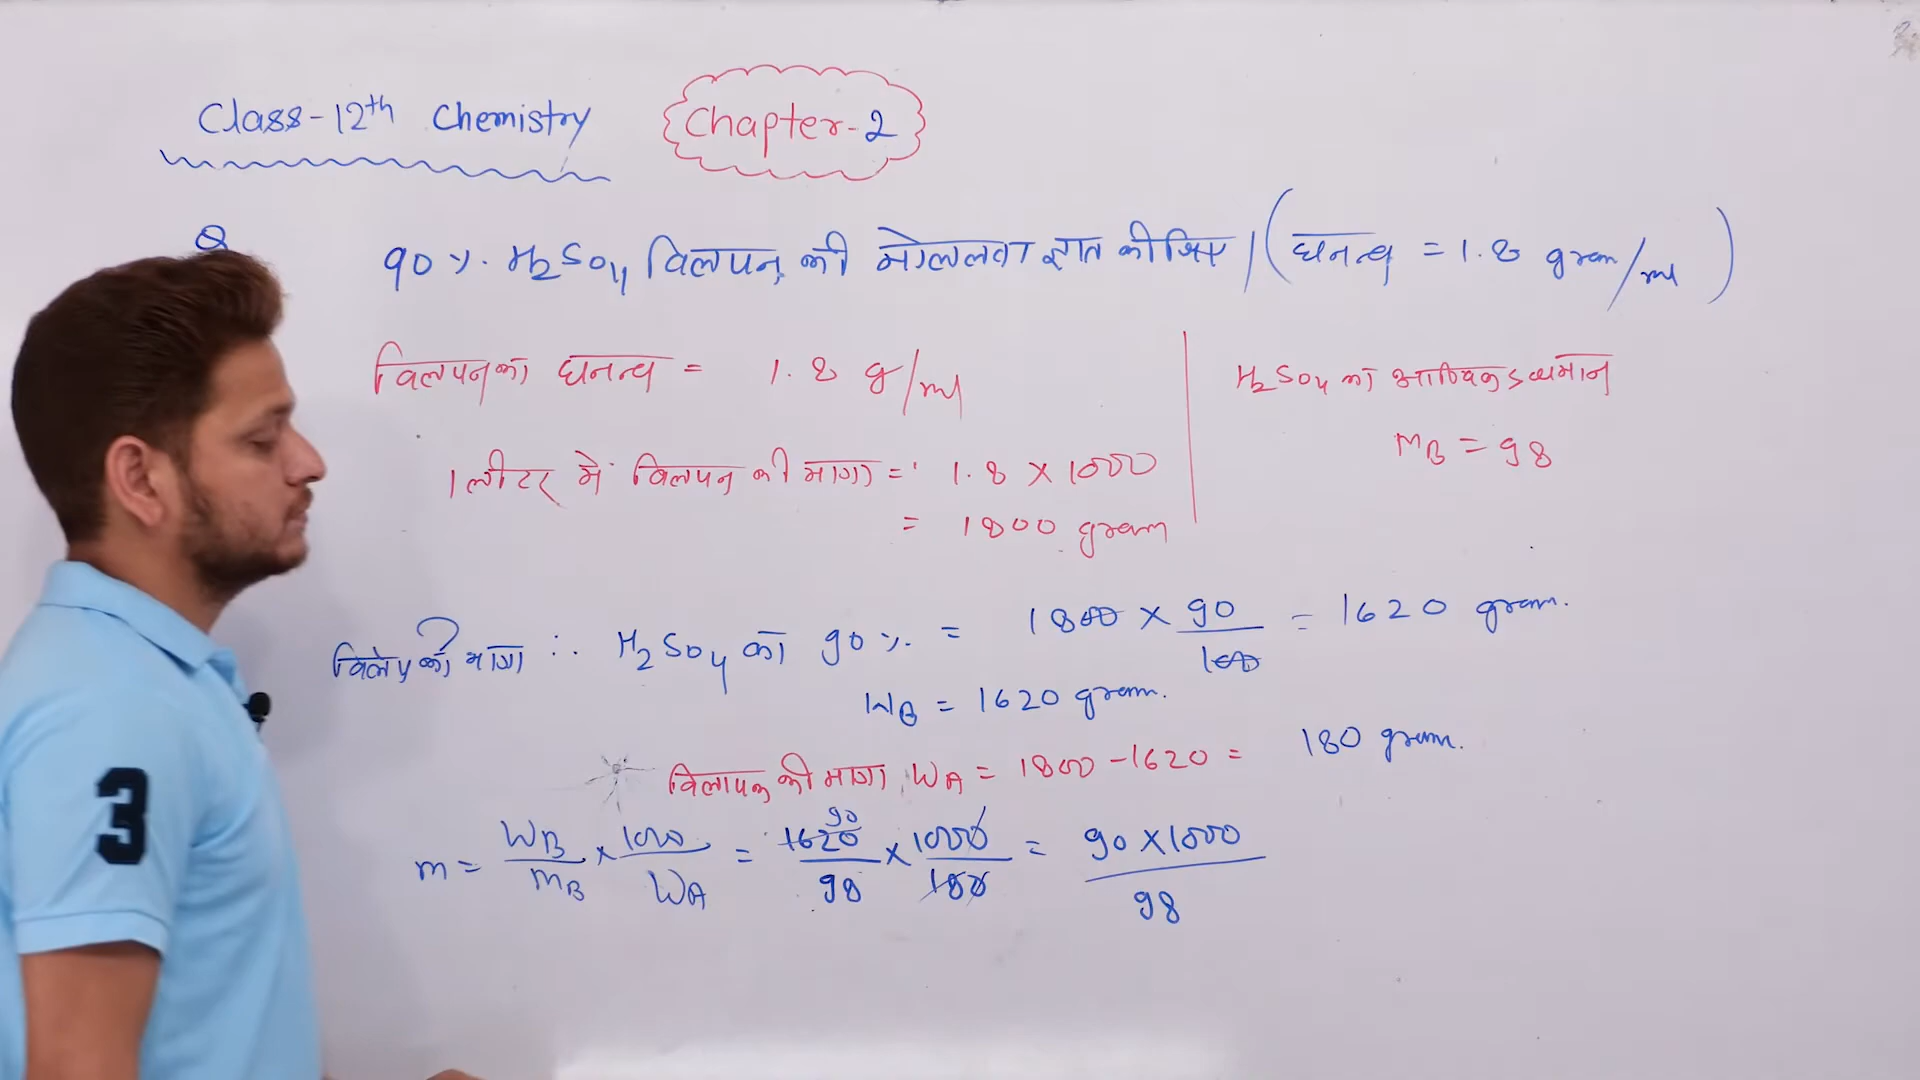 Class-12th Chemistry
Chapter-2
Q
90 %. H2SO4 विलयन की मोललता ज्ञात कीजिए | (घनत्व = 1.8 gram/ml)
विलयन का घनत्व = 1.8 g/ml
H2SO4 का आण्विक द्रव्यमान
MB = 98
1 लीटर में विलयन की मात्रा = 1.8 × 1000
= 1800 gram
विलेय की मात्रा ∴ H2SO4 का 90 %. = 1800 × 90/100 = 1620 gram.
WB = 1620 gram.
विलायक की मात्रा WA = 1800 - 1620 = 180 gram.
m = WB/MB × 1000/WA = 1620/98 × 1000/180 = 90 × 1000/98
90
3